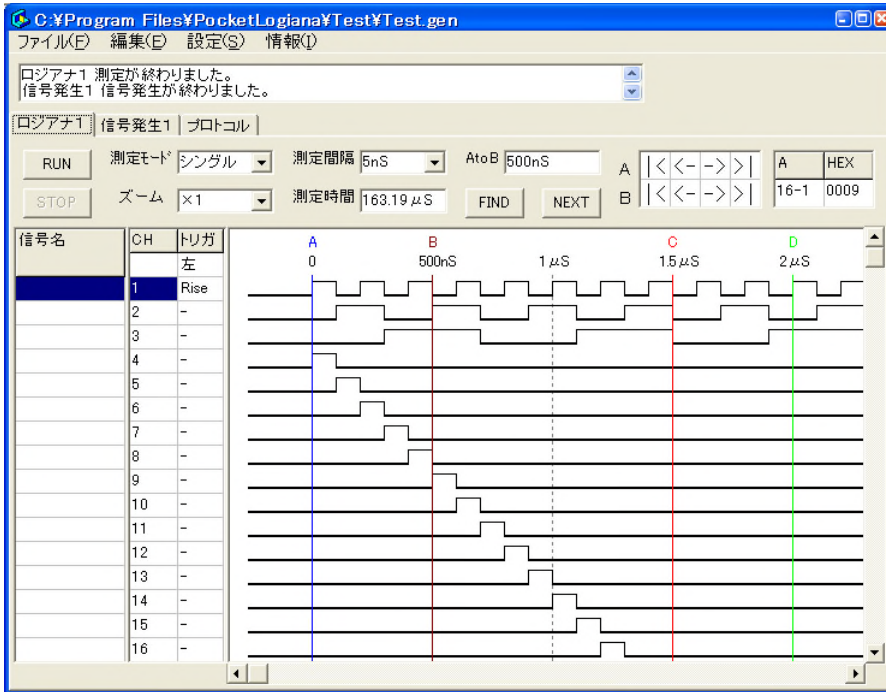 C:¥Program Files¥PocketLogiana¥Test¥Test.gen
ファイル(F) 編集(E) 設定(S) 情報(I)
ロジアナ1 測定が終わりました。
信号発生1 信号発生が終わりました。
ロジアナ1 信号発生1 プロトコル
RUN 測定モード シングル 測定間隔 5nS AtoB 500nS A |< <- -> >| A HEX
STOP ズーム ×1 測定時間 163.19μS FIND NEXT B |< <- -> >| 16-1 0009
信号名 CH トリガ A B C D
左 0 500nS 1μS 1.5μS 2μS
1 Rise
2 -
3 -
4 -
5 -
6 -
7 -
8 -
9 -
10 -
11 -
12 -
13 -
14 -
15 -
16 -